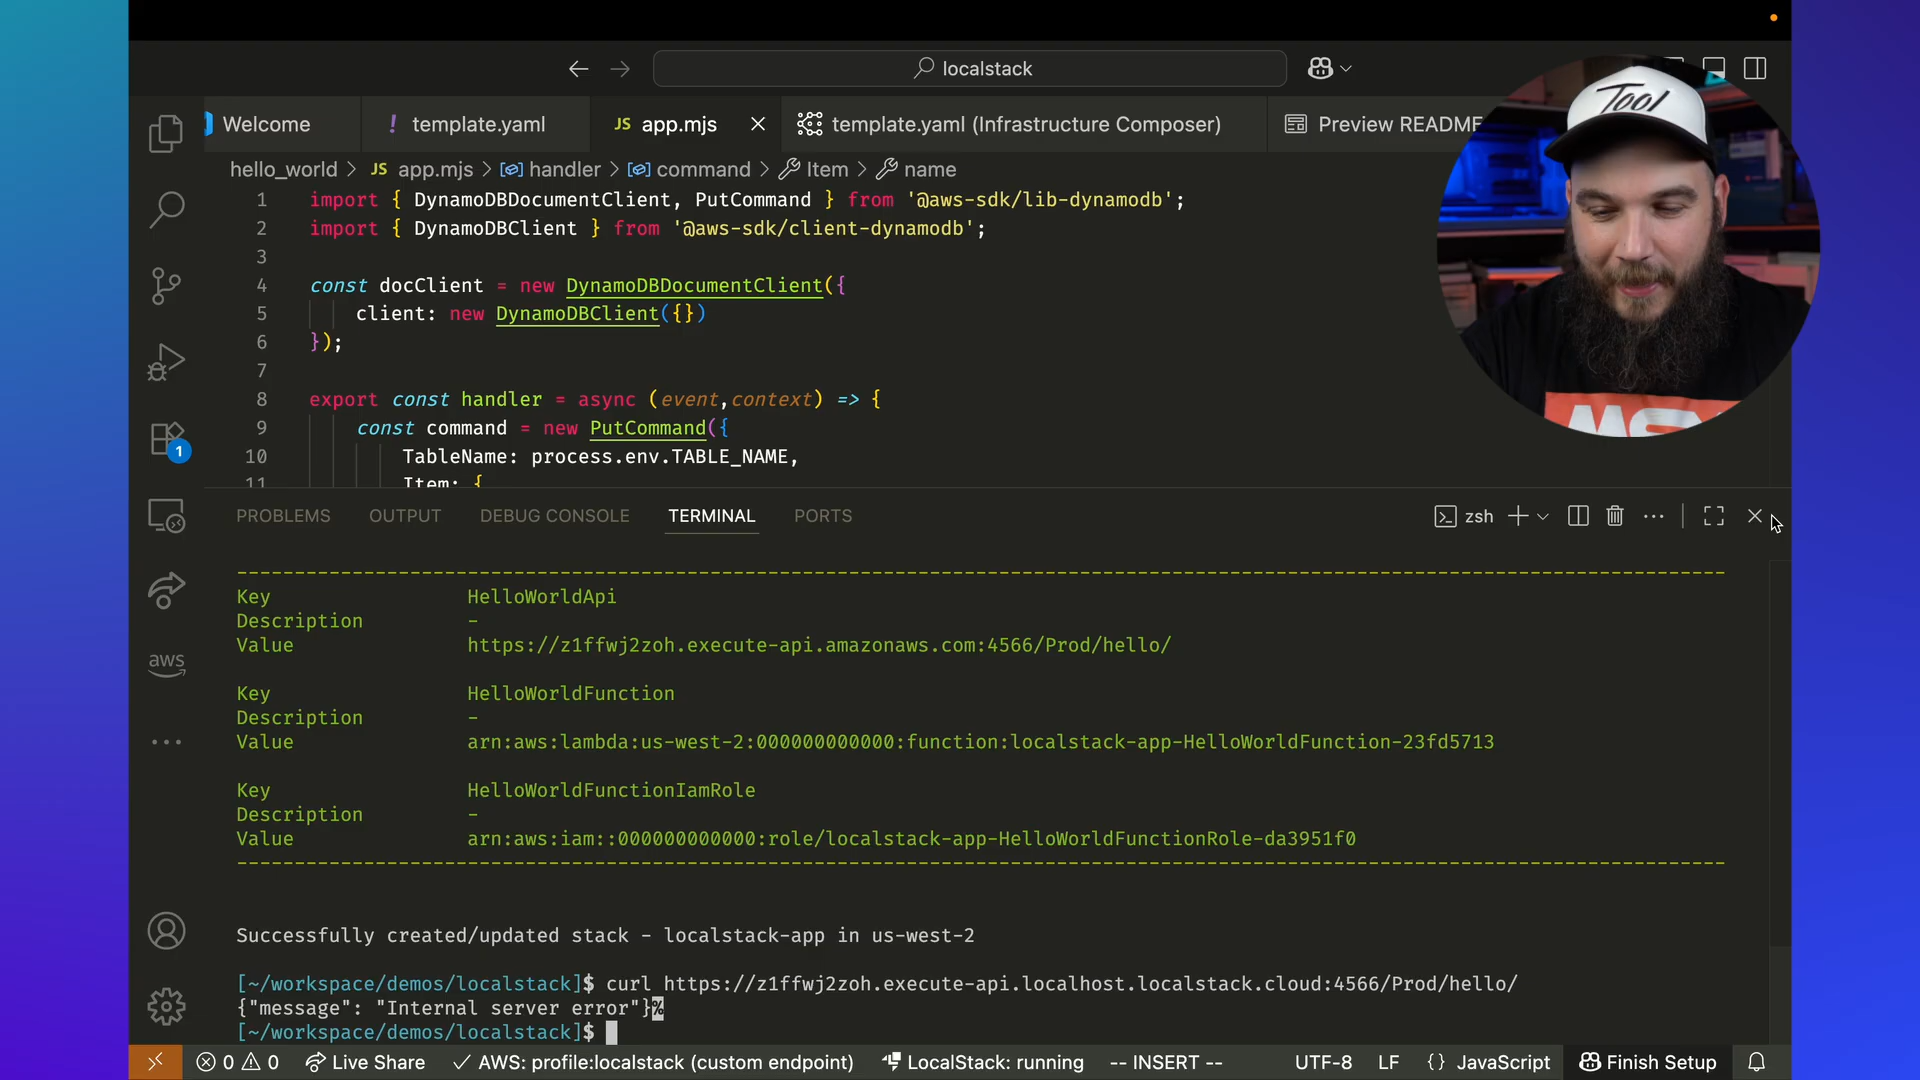 localstack
Welcome
! template.yaml
JS app.mjs
template.yaml (Infrastructure Composer)
Preview README
hello_world > JS app.mjs > handler > command > Item > name
1 import { DynamoDBDocumentClient, PutCommand } from '@aws-sdk/lib-dynamodb';
2 import { DynamoDBClient } from '@aws-sdk/client-dynamodb';
3
4 const docClient = new DynamoDBDocumentClient({
5 client: new DynamoDBClient({})
6 });
7
8 export const handler = async (event,context) => {
9 const command = new PutCommand({
10 TableName: process.env.TABLE_NAME,
11 Item: {
Tool
1
aws
PROBLEMS OUTPUT DEBUG CONSOLE TERMINAL PORTS
zsh
Key HelloWorldApi
Description -
Value https://z1ffwj2zoh.execute-api.amazonaws.com:4566/Prod/hello/
Key HelloWorldFunction
Description -
Value arn:aws:lambda:us-west-2:000000000000:function:localstack-app-HelloWorldFunction-23fd5713
Key HelloWorldFunctionIamRole
Description -
Value arn:aws:iam::000000000000:role/localstack-app-HelloWorldFunctionRole-da3951f0
Successfully created/updated stack - localstack-app in us-west-2
[~/workspace/demos/localstack]$ curl https://z1ffwj2zoh.execute-api.localhost.localstack.cloud:4566/Prod/hello/
{"message": "Internal server error"}%
[~/workspace/demos/localstack]$
0 0 Live Share AWS: profile:localstack (custom endpoint) LocalStack: running -- INSERT -- UTF-8 LF {} JavaScript Finish Setup